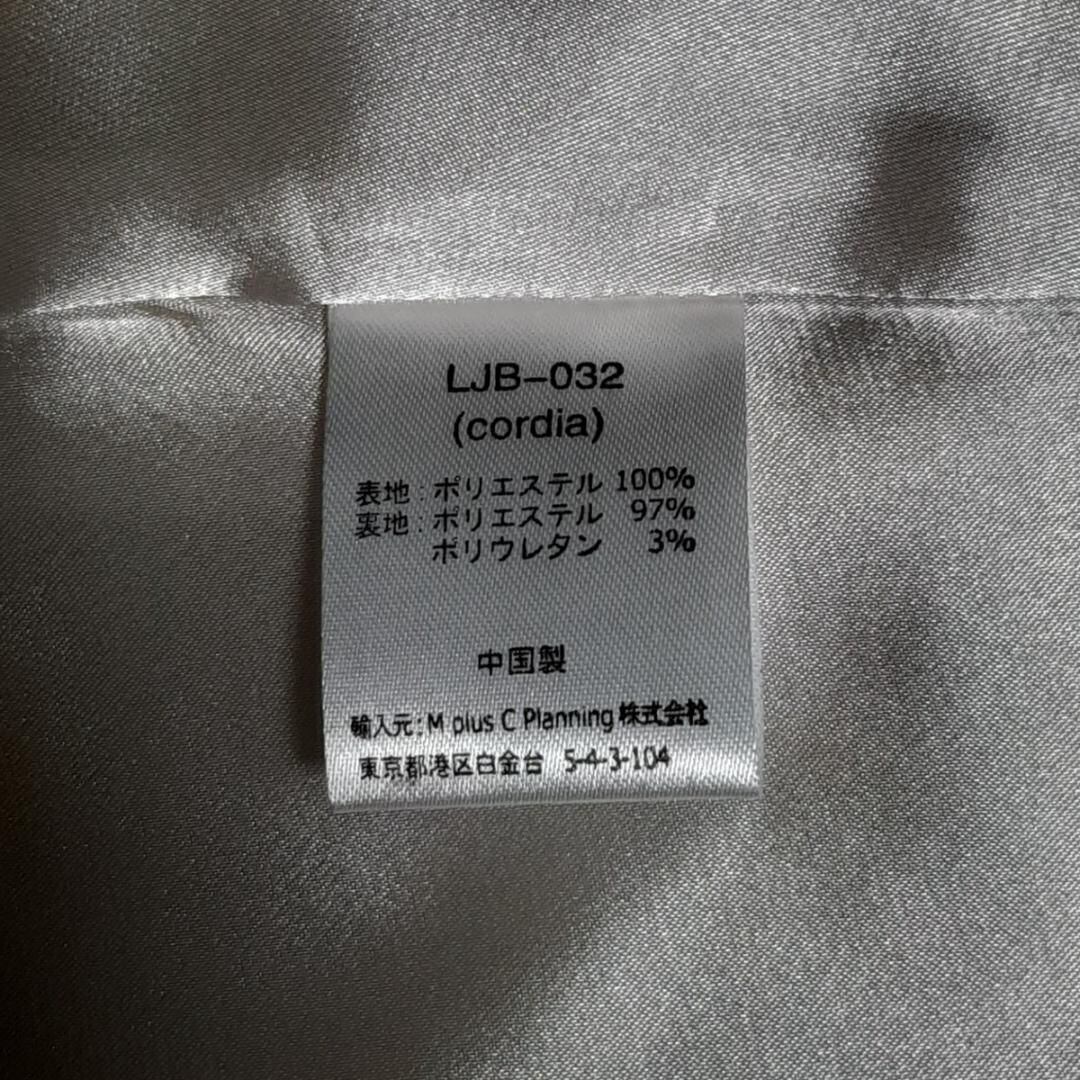 LJB-032
(cordia)
表地:ポリエステル 100%
裏地:ポリエステル 97%
ポリウレタン 3%
中国製
輸入元:M plus C Planning 株式会社
東京都港区白金台 5-4-3-104